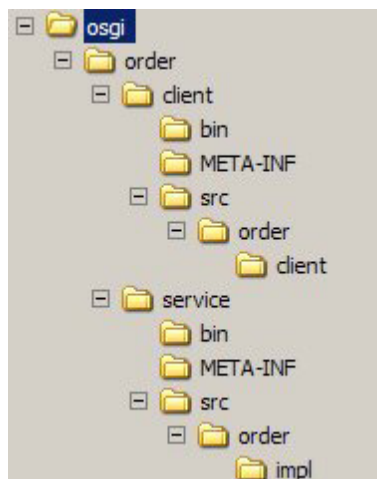 osgi
order
client
bin
META-INF
src
order
client
service
bin
META-INF
src
order
impl